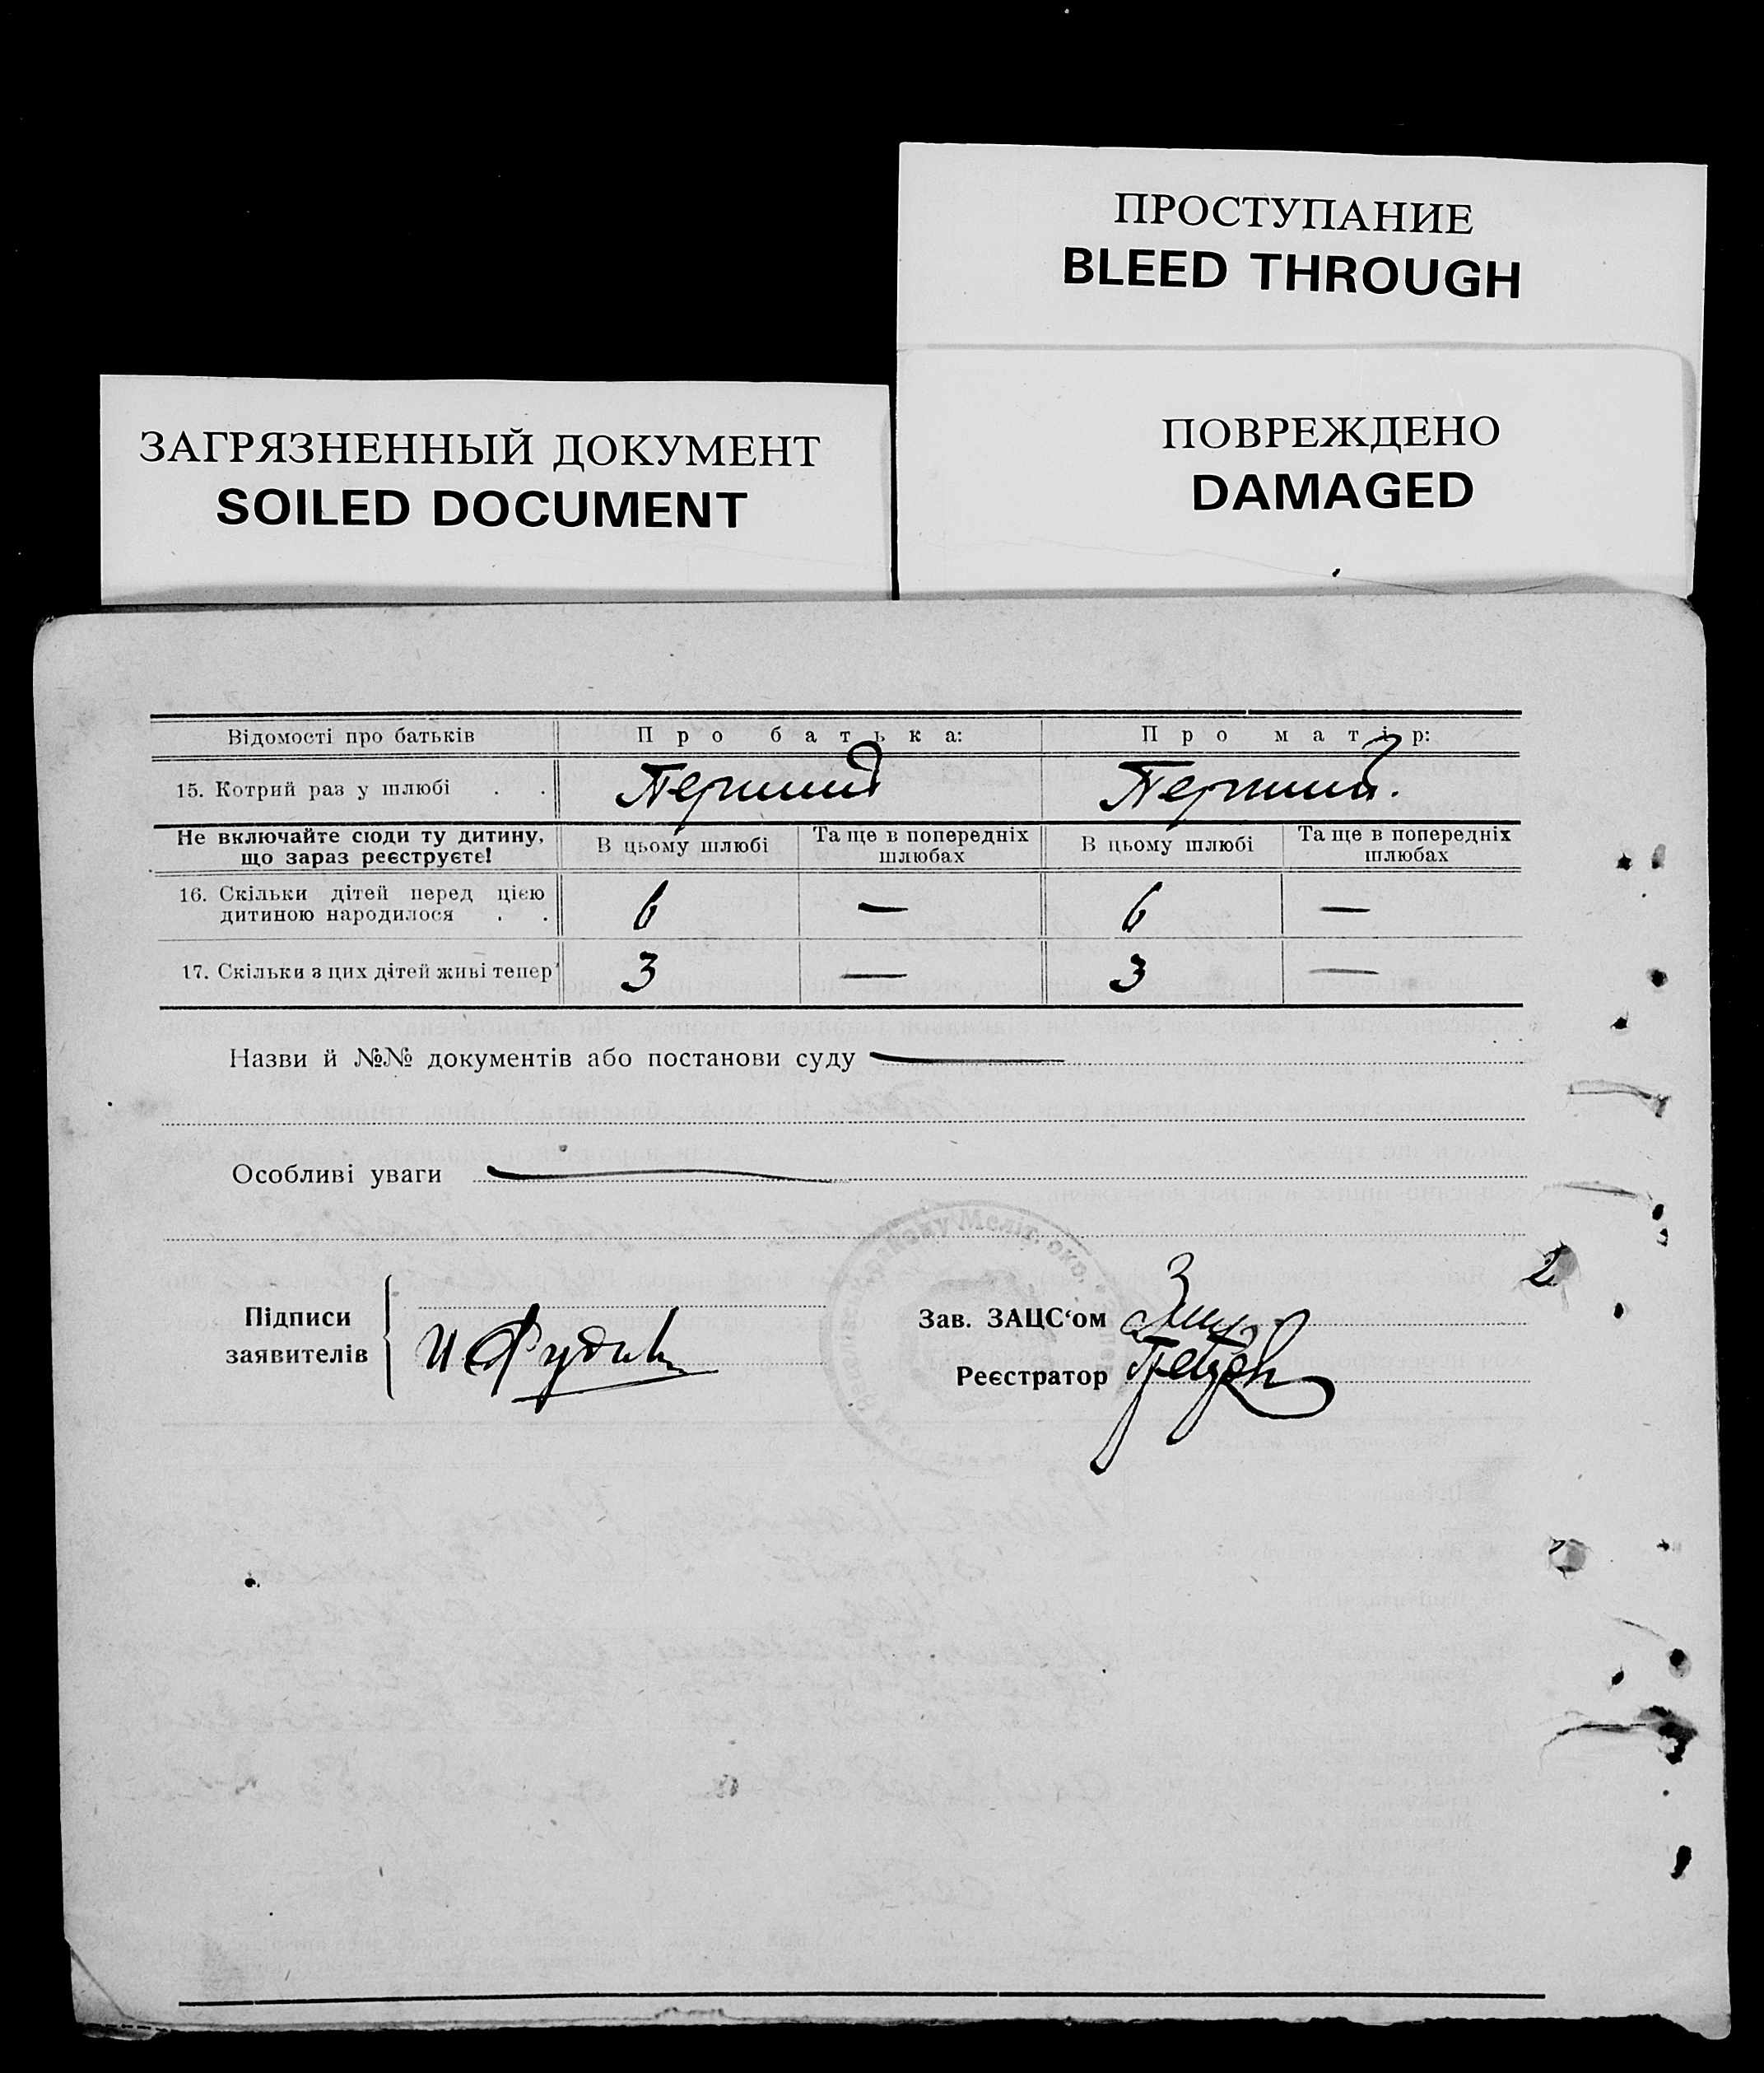 ПРОСТУПАНИЕ
BLEED THROUGH
ЗАГРЯЗНЕННЫЙ ДОКУМЕНТ
SOILED DOCUMENT
ПОВРЕЖДЕНО
DAMAGED
Відомості про батьків Про батька: Про матір:
15. Котрий раз у шлюбі . . Перший Перший.
Не включайте сюди ту дитину, що зараз реєструєте! В цьому шлюбі Та ще в попередніх шлюбах В цьому шлюбі Та ще в попередніх шлюбах
16. Скільки дітей перед цією дитиною народилося . . 6 — 6 —
17. Скільки з цих дітей живі тепер 3 — 3 —
Назви й №№ документів або постанови суду —
Особливі уваги —
Підписи заявителів
Зав. ЗАЦС‘ом
Реєстратор
2